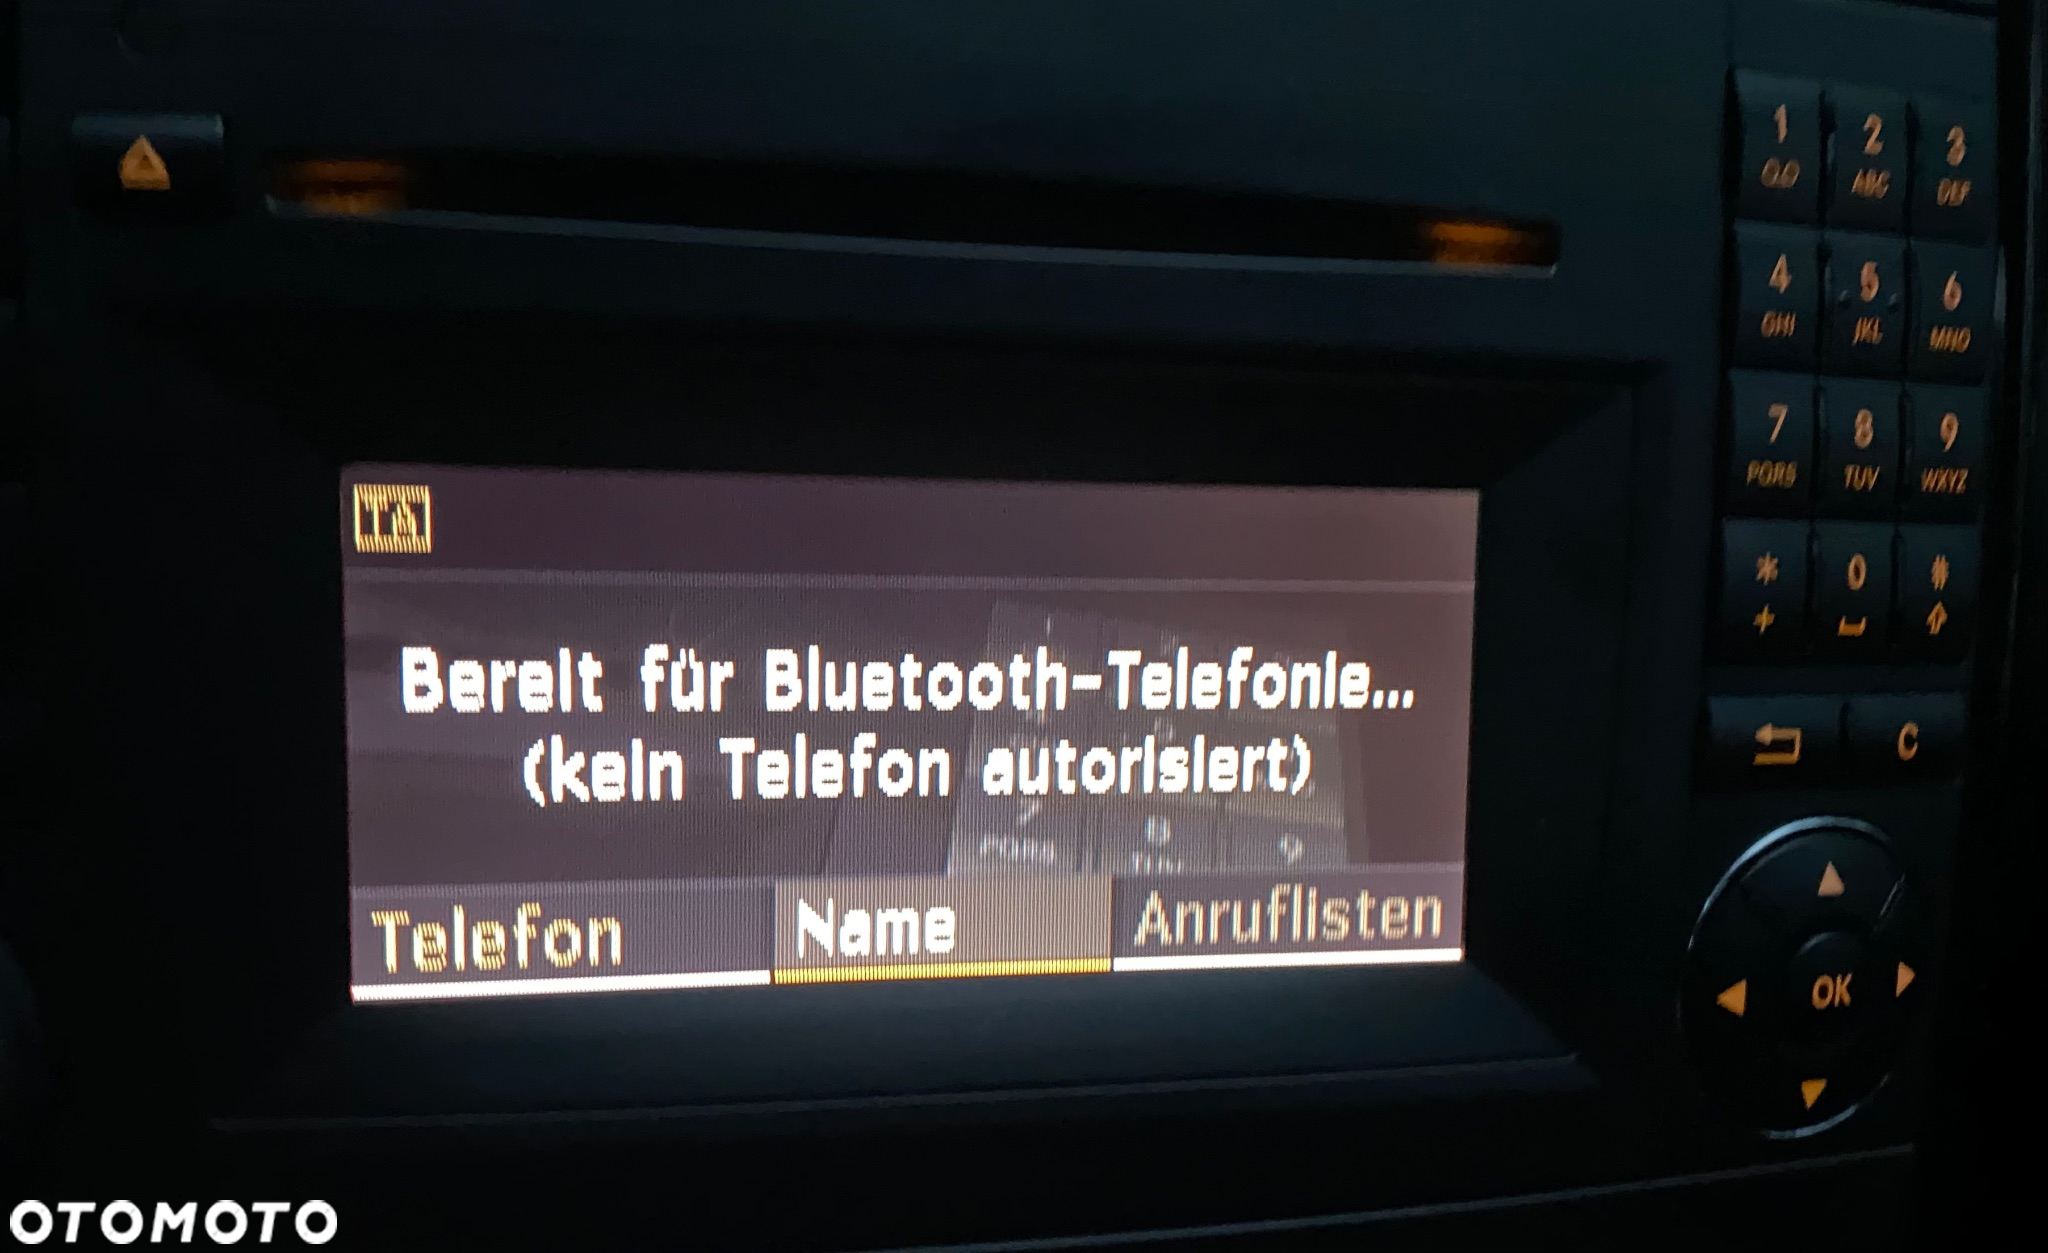 1 2 3
ABC DEF
4 5 6
GHI JKL MNO
7 8 9
PQRS TUV WXYZ
* 0 #
+
C
OK
Bereit für Bluetooth-Telefonie...
(kein Telefon autorisiert)
Telefon Name Anruflisten
OTOMOTO